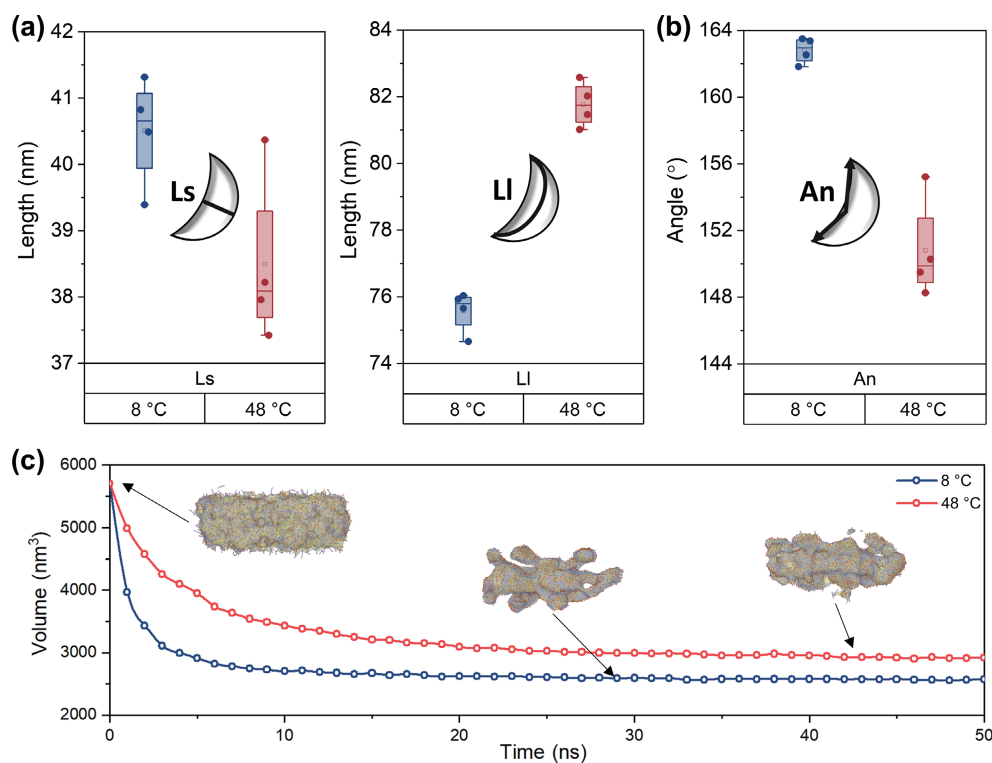 (a)
Length (nm)
42
41
40
39
38
37
Ls
Ls
8 °C 48 °C
Length (nm)
84
82
80
78
76
74
Ll
Ll
8 °C 48 °C
(b)
Angle (°)
164
160
156
152
148
144
An
An
8 °C 48 °C
(c)
Volume (nm³)
6000
5000
4000
3000
2000
8 °C
48 °C
0 10 20 30 40 50
Time (ns)